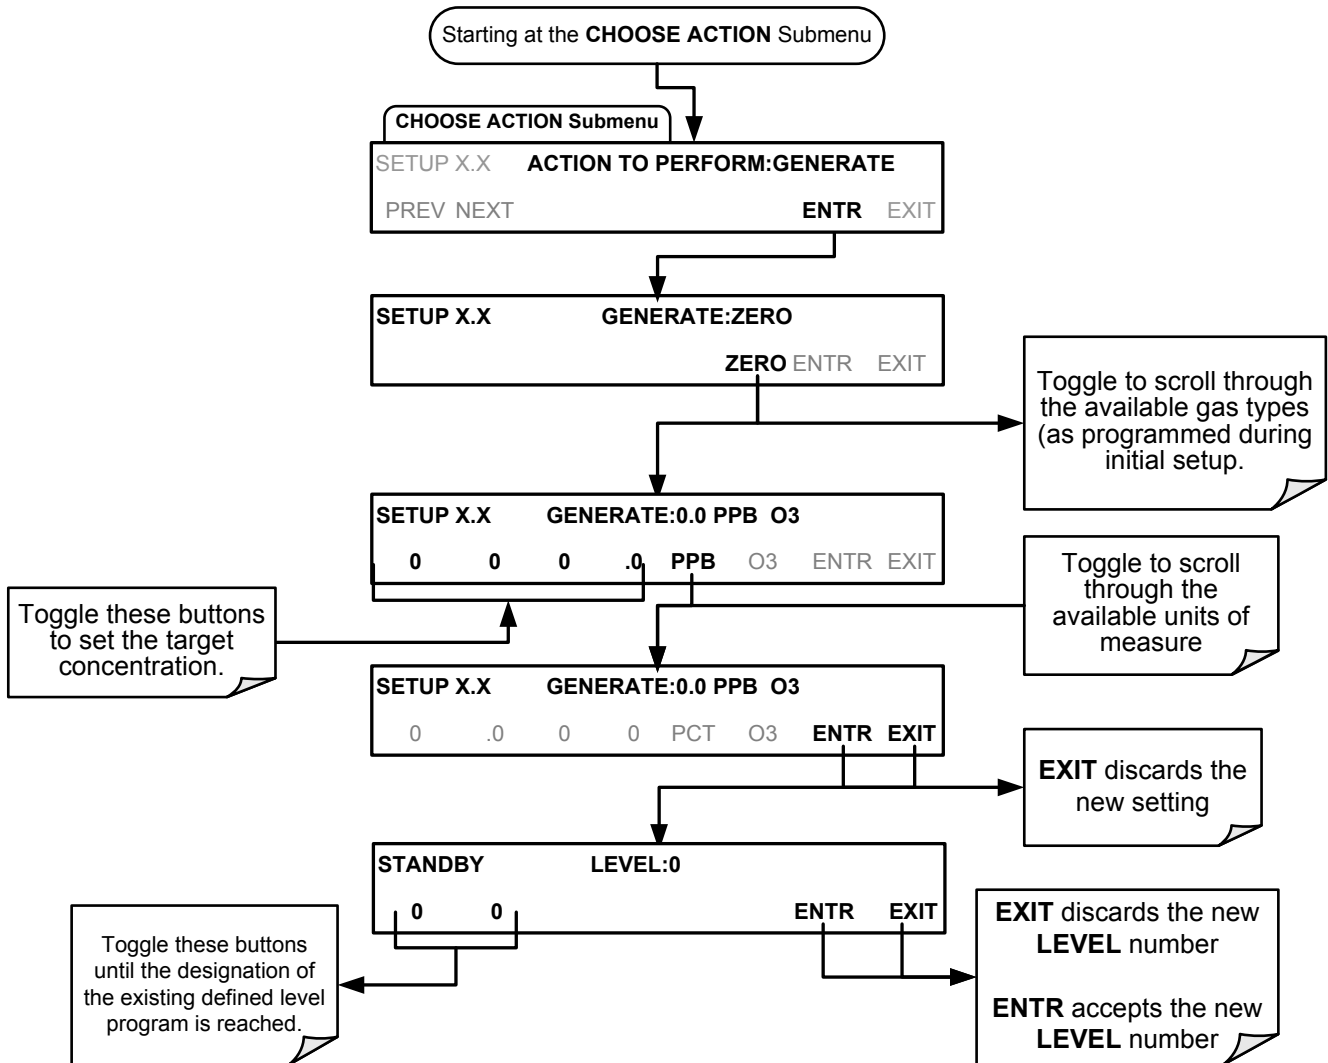 Starting at the CHOOSE ACTION Submenu
CHOOSE ACTION Submenu
SETUP X.X ACTION TO PERFORM:GENERATE
PREV NEXT ENTR EXIT
SETUP X.X GENERATE:ZERO
ZERO ENTR EXIT
Toggle to scroll through
the available gas types
(as programmed during
initial setup.
SETUP X.X GENERATE:0.0 PPB O3
0 0 0 .0 PPB O3 ENTR EXIT
Toggle to scroll
through the
available units of
measure
Toggle these buttons
to set the target
concentration.
SETUP X.X GENERATE:0.0 PPB O3
0 .0 0 0 PCT O3 ENTR EXIT
EXIT discards the
new setting
STANDBY LEVEL:0
0 0 ENTR EXIT
Toggle these buttons
until the designation of
the existing defined level
program is reached.
EXIT discards the new
LEVEL number
ENTR accepts the new
LEVEL number